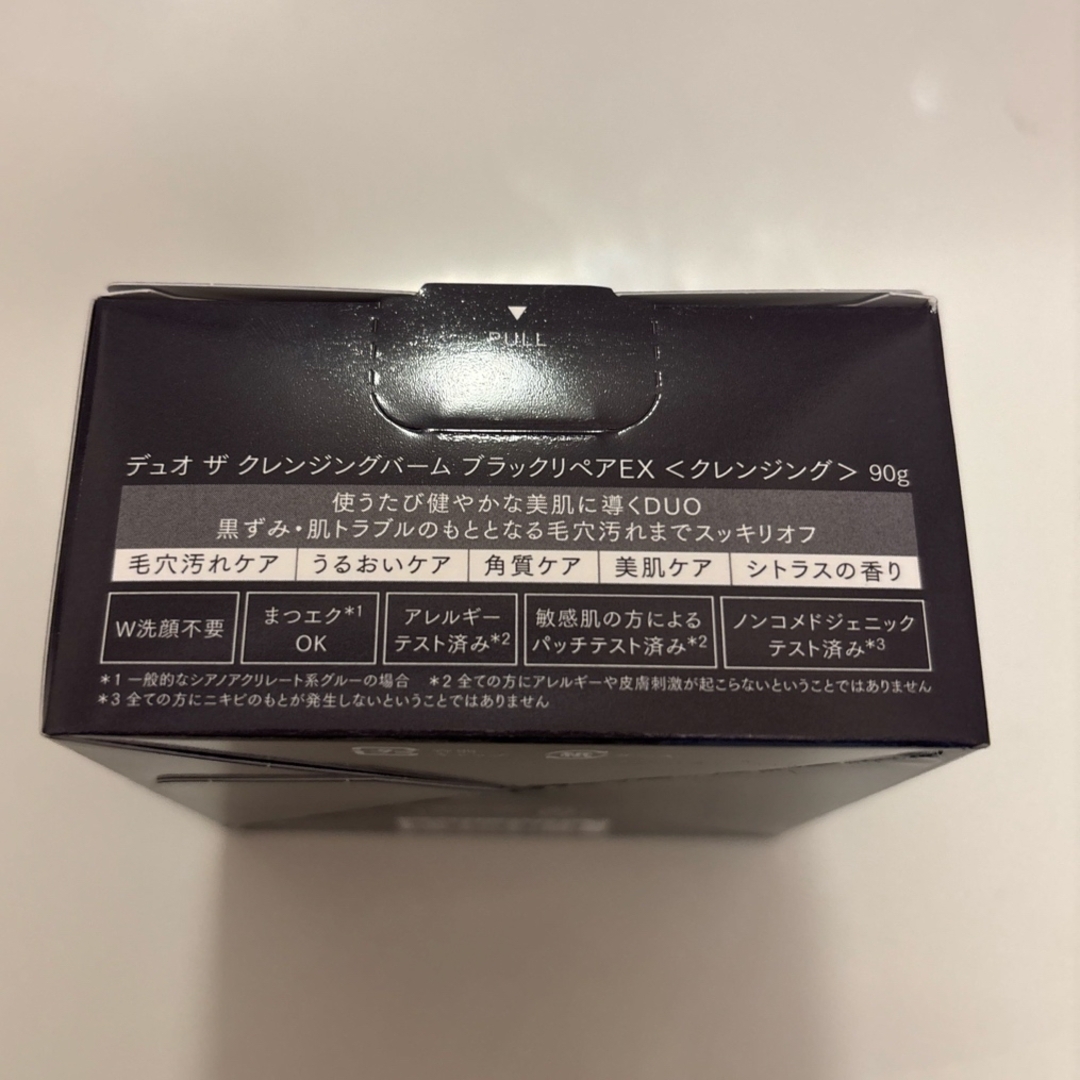 PULL
デュオ ザ クレンジングバーム ブラックリペアEX <クレンジング> 90g
使うたび健やかな美肌に導くDUO
黒ずみ・肌トラブルのもととなる毛穴汚れまでスッキリオフ
毛穴汚れケア うるおいケア 角質ケア 美肌ケア シトラスの香り
W洗顔不要
まつエク*1
OK
アレルギー
テスト済み*2
敏感肌の方による
パッチテスト済み*2
ノンコメドジェニック
テスト済み*3
*1 一般的なシアノアクリレート系グルーの場合 *2 全ての方にアレルギーや皮膚刺激が起こらないということではありません
*3 全ての方にニキビのもとが発生しないということではありません